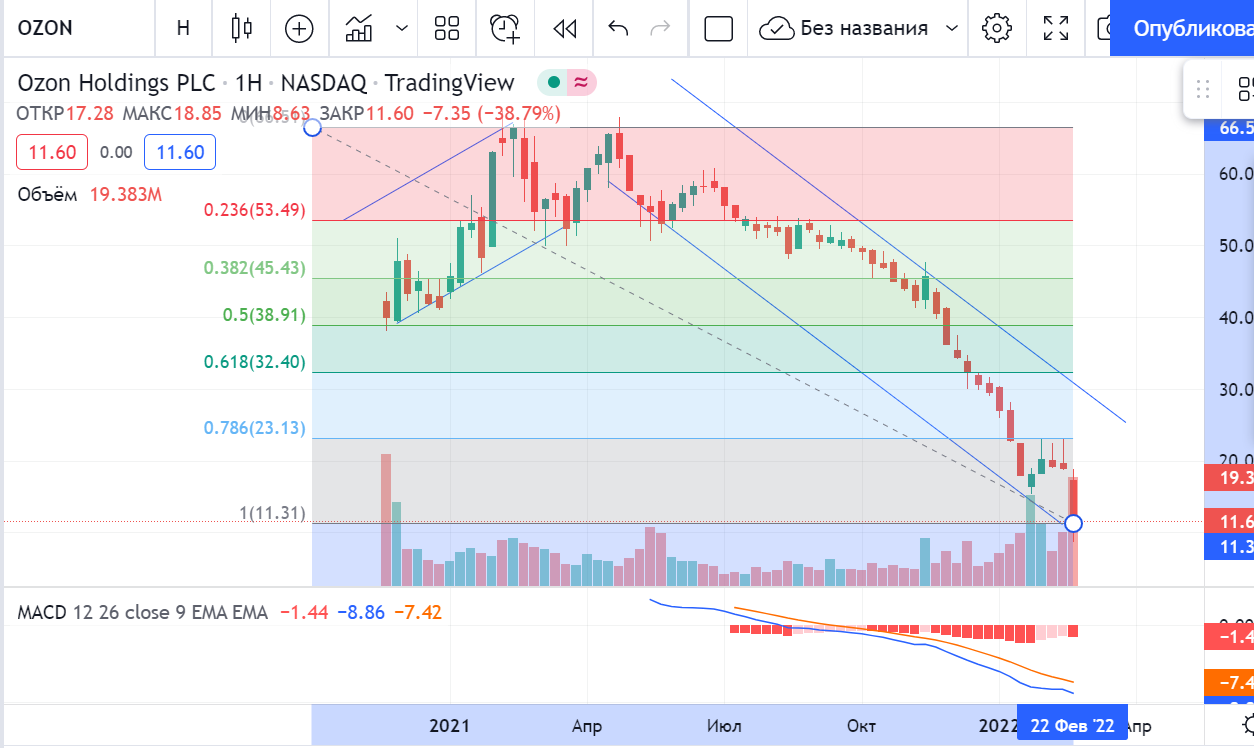 OZON Н Без названия Опубликова
Ozon Holdings PLC · 1Н · NASDAQ · TradingView
ОТКР17.28 МАКС18.85 МИН8.63 ЗАКР11.60 −7.35 (−38.79%)
11.60 0.00 11.60
Объём 19.383M
0.236(53.49)
0.382(45.43)
0.5(38.91)
0.618(32.40)
0.786(23.13)
1(11.31)
66.5
60.0
50.0
40.0
30.0
20.0
19.3
11.6
11.3
MACD 12 26 close 9 EMA EMA −1.44 −8.86 −7.42
0.00
−1.4
−7.4
2021 Апр Июл Окт 2022 22 Фев '22 Апр